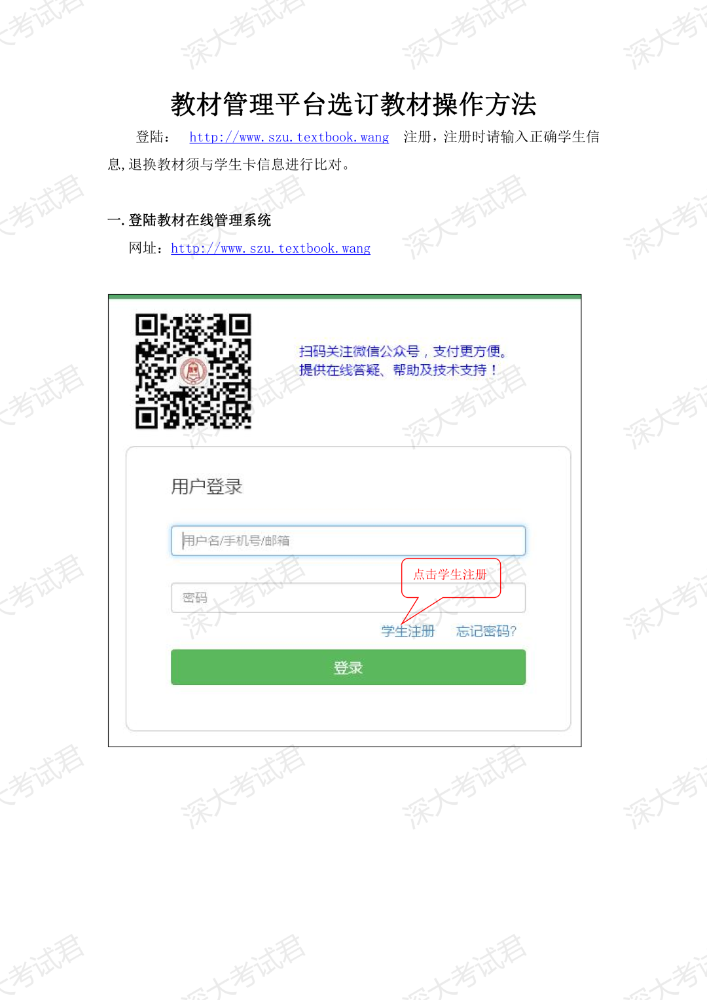 教材管理平台选订教材操作方法
登陆： http://www.szu.textbook.wang 注册，注册时请输入正确学生信
息,退换教材须与学生卡信息进行比对。
一.登陆教材在线管理系统
网址：http://www.szu.textbook.wang
扫码关注微信公众号，支付更方便。
提供在线答疑、帮助及技术支持！
用户登录
用户名/手机号/邮箱
点击学生注册
密码
学生注册 忘记密码?
登录
深大考试君